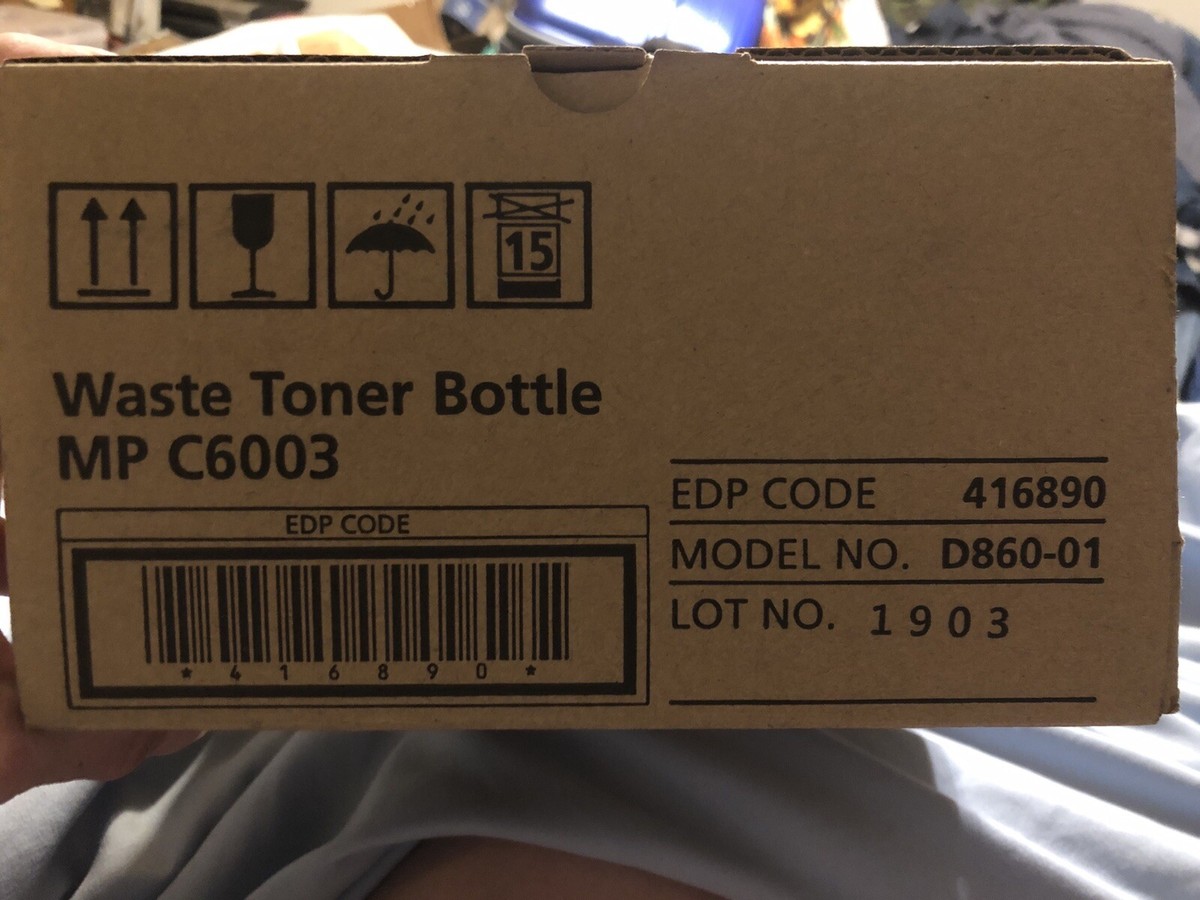 15
Waste Toner Bottle
MP C6003
EDP CODE
*416890*
EDP CODE 416890
MODEL NO. D860-01
LOT NO. 1903